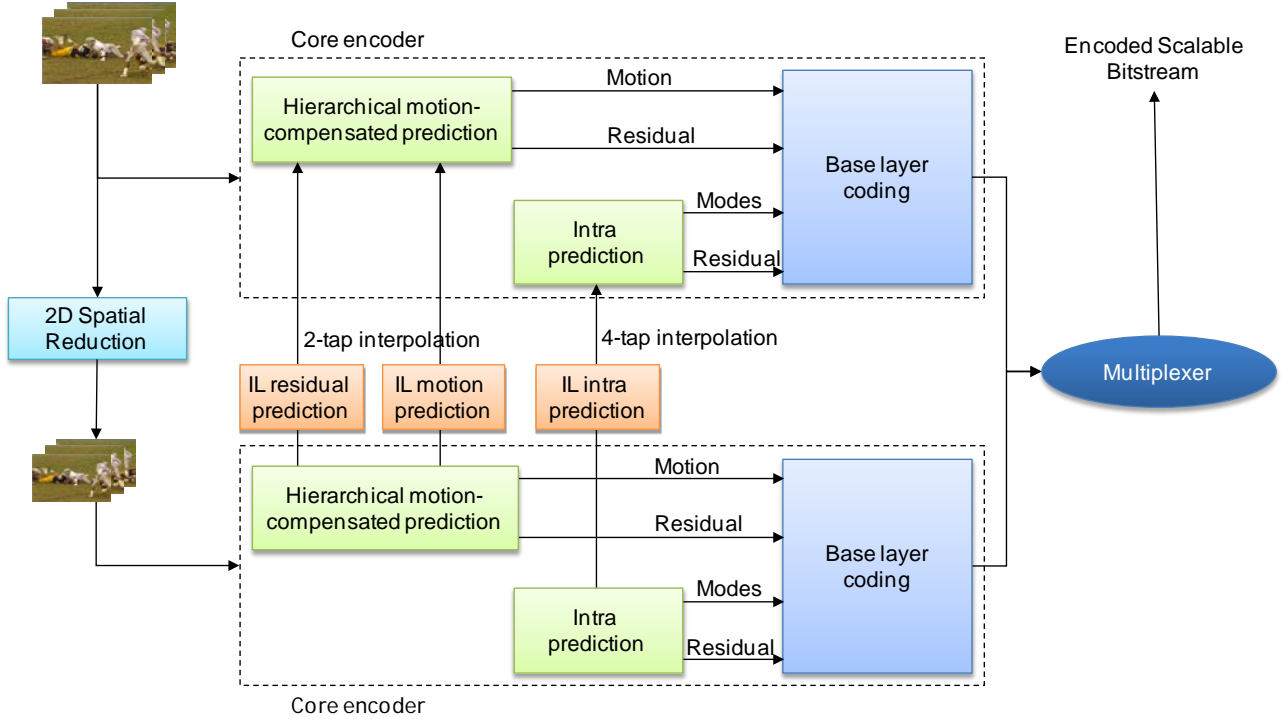 Core encoder
Encoded Scalable
Bitstream
Hierarchical motion-
compensated prediction
Motion
Residual
Base layer
coding
Intra
prediction
Modes
Residual
2D Spatial
Reduction
2-tap interpolation
4-tap interpolation
IL residual
prediction
IL motion
prediction
IL intra
prediction
Multiplexer
Hierarchical motion-
compensated prediction
Motion
Residual
Base layer
coding
Intra
prediction
Modes
Residual
Core encoder